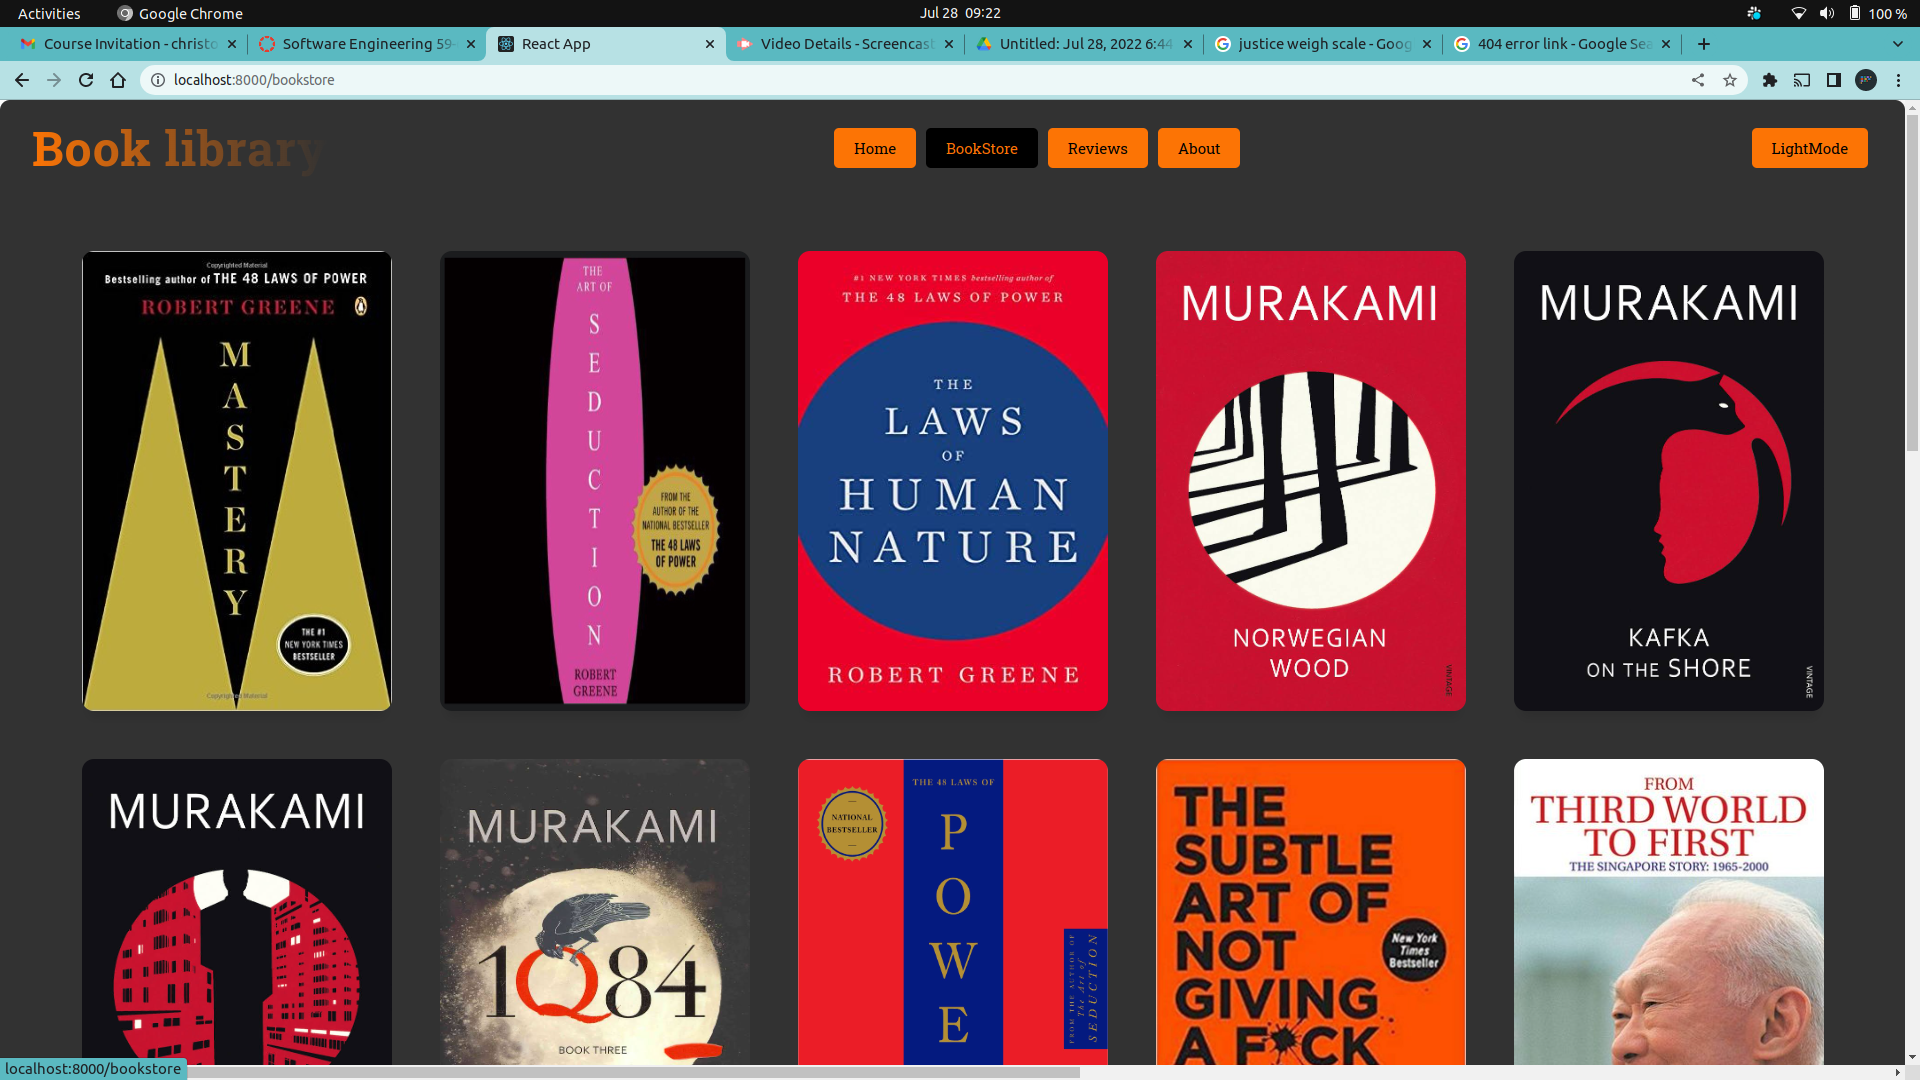 Activities
Google Chrome
Jul 28 09:22
100 %
Course Invitation - christo
Software Engineering 59-
React App
Video Details - Screencast
Untitled: Jul 28, 2022 6:44
justice weigh scale - Goog
404 error link - Google Sea
localhost:8000/bookstore
Book library
Home
BookStore
Reviews
About
LightMode
Copyrighted Material
Bestselling author of THE 48 LAWS OF POWER
ROBERT GREENE
MASTERY
THE #1
NEW YORK TIMES
BESTSELLER
Copyrighted Material
THE
ART OF
SEDUCTION
FROM THE
AUTHOR OF THE
NATIONAL BESTSELLER
THE 48 LAWS
OF POWER
ROBERT
GREENE
#1 NEW YORK TIMES bestselling author of
THE 48 LAWS OF POWER
THE
LAWS
OF
HUMAN
NATURE
ROBERT GREENE
MURAKAMI
NORWEGIAN
WOOD
VINTAGE
MURAKAMI
KAFKA
ON THE SHORE
VINTAGE
MURAKAMI
MURAKAMI
1Q84
BOOK THREE
THE 48 LAWS OF
NATIONAL
BESTSELLER
POWE
FROM THE AUTHOR OF
The Art of
SEDUCTION
THE
SUBTLE
ART OF
NOT
GIVING
A F CK
New York
Times
Bestseller
FROM
THIRD WORLD
TO FIRST
THE SINGAPORE STORY: 1965-2000
localhost:8000/bookstore